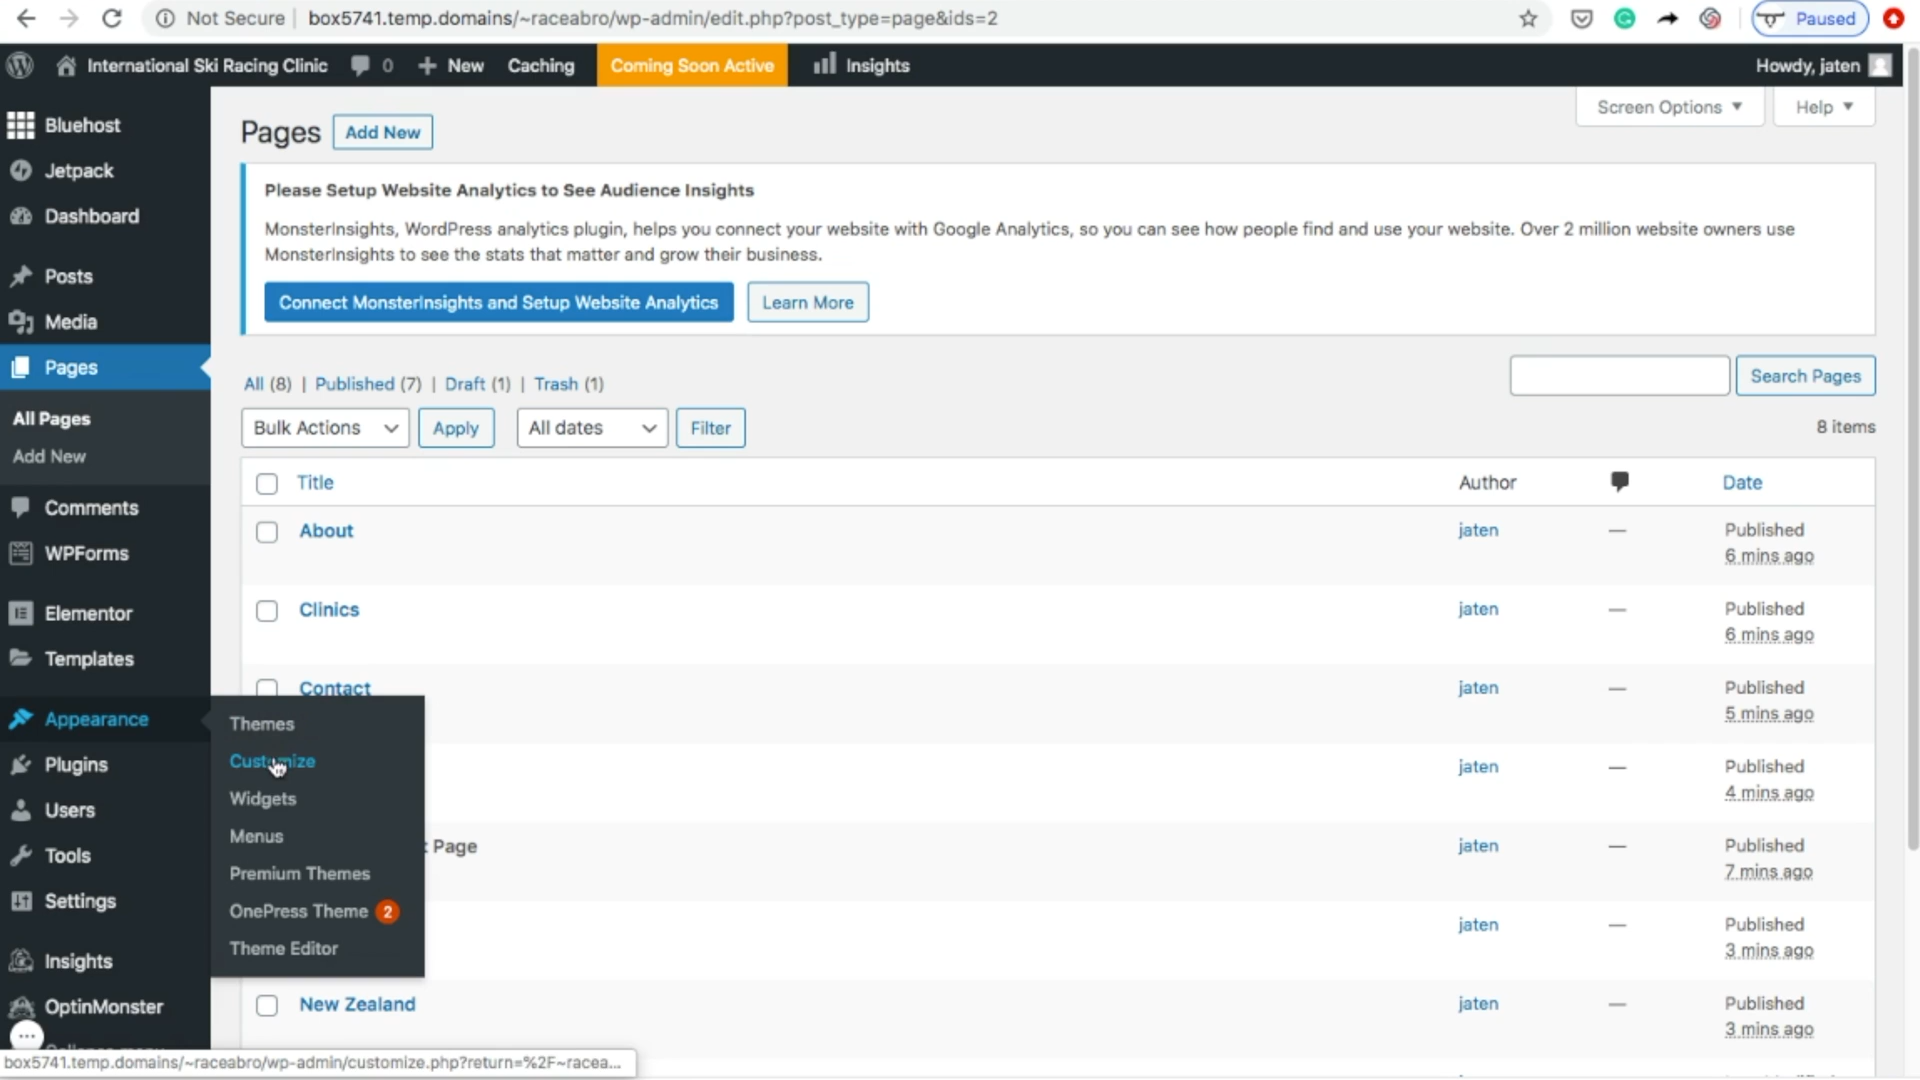 Not Secure | box5741.temp.domains/~raceabro/wp-admin/edit.php?post_type=page&ids=2
Paused
International Ski Racing Clinic
0
New
Caching
Coming Soon Active
Insights
Howdy, jaten
Bluehost
Jetpack
Dashboard
Posts
Media
Pages
All Pages
Add New
Comments
WPForms
Elementor
Templates
Appearance
Plugins
Users
Tools
Settings
Insights
OptinMonster
Themes
Customize
Widgets
Menus
Premium Themes
OnePress Theme 2
Theme Editor
Screen Options
Help
Pages
Add New
Please Setup Website Analytics to See Audience Insights
MonsterInsights, WordPress analytics plugin, helps you connect your website with Google Analytics, so you can see how people find and use your website. Over 2 million website owners use
MonsterInsights to see the stats that matter and grow their business.
Connect MonsterInsights and Setup Website Analytics
Learn More
All (8) | Published (7) | Draft (1) | Trash (1)
Search Pages
Bulk Actions
Apply
All dates
Filter
8 items
Title
Author
Date
About
jaten
—
Published
6 mins ago
Clinics
jaten
—
Published
6 mins ago
Contact
jaten
—
Published
5 mins ago
jaten
—
Published
4 mins ago
Page
jaten
—
Published
7 mins ago
jaten
—
Published
3 mins ago
New Zealand
jaten
—
Published
3 mins ago
box5741.temp.domains/~raceabro/wp-admin/customize.php?return=%2F~racea...